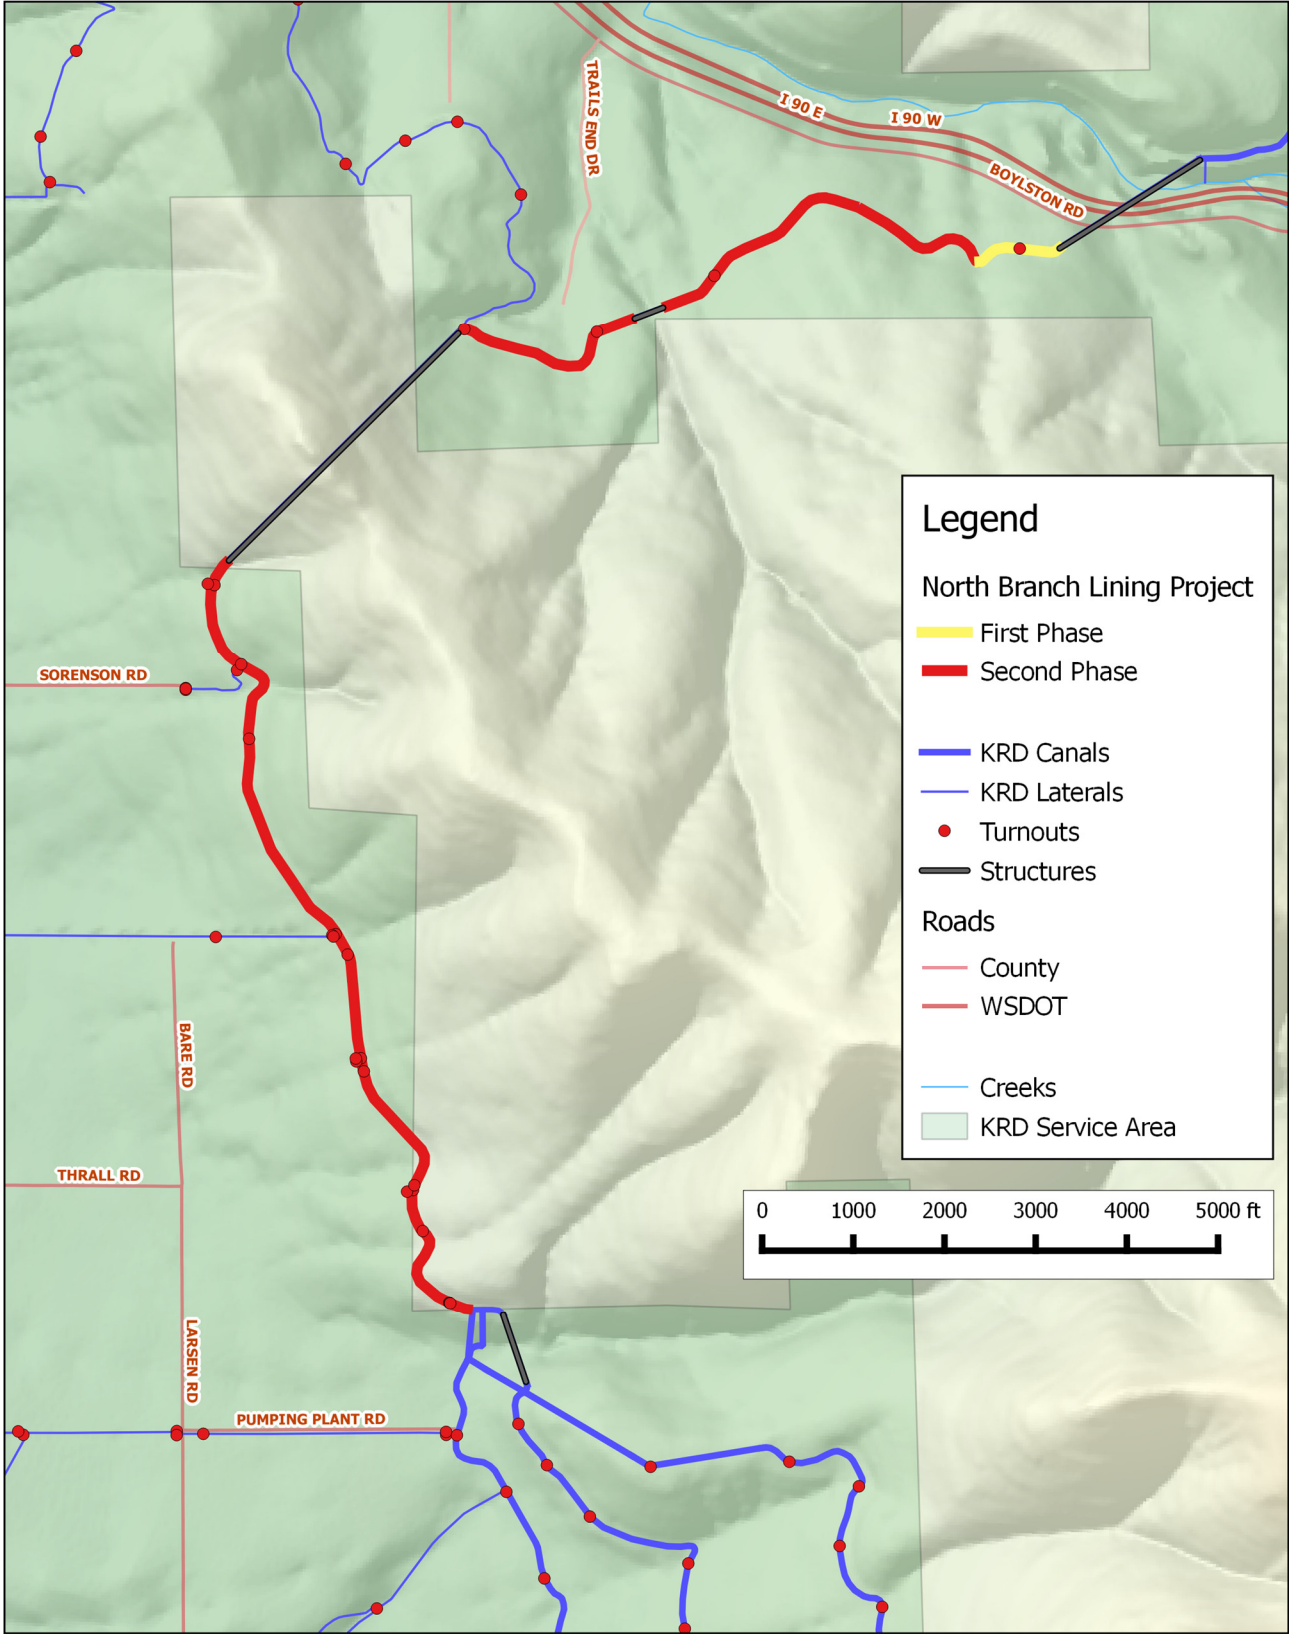 TRAILS END DR
I 90 E
I 90 W
BOYLSTON RD
Legend
North Branch Lining Project
First Phase
Second Phase
KRD Canals
KRD Laterals
Turnouts
Structures
Roads
County
WSDOT
Creeks
KRD Service Area
SORENSON RD
BARE RD
THRALL RD
0 1000 2000 3000 4000 5000 ft
LARSEN RD
PUMPING PLANT RD